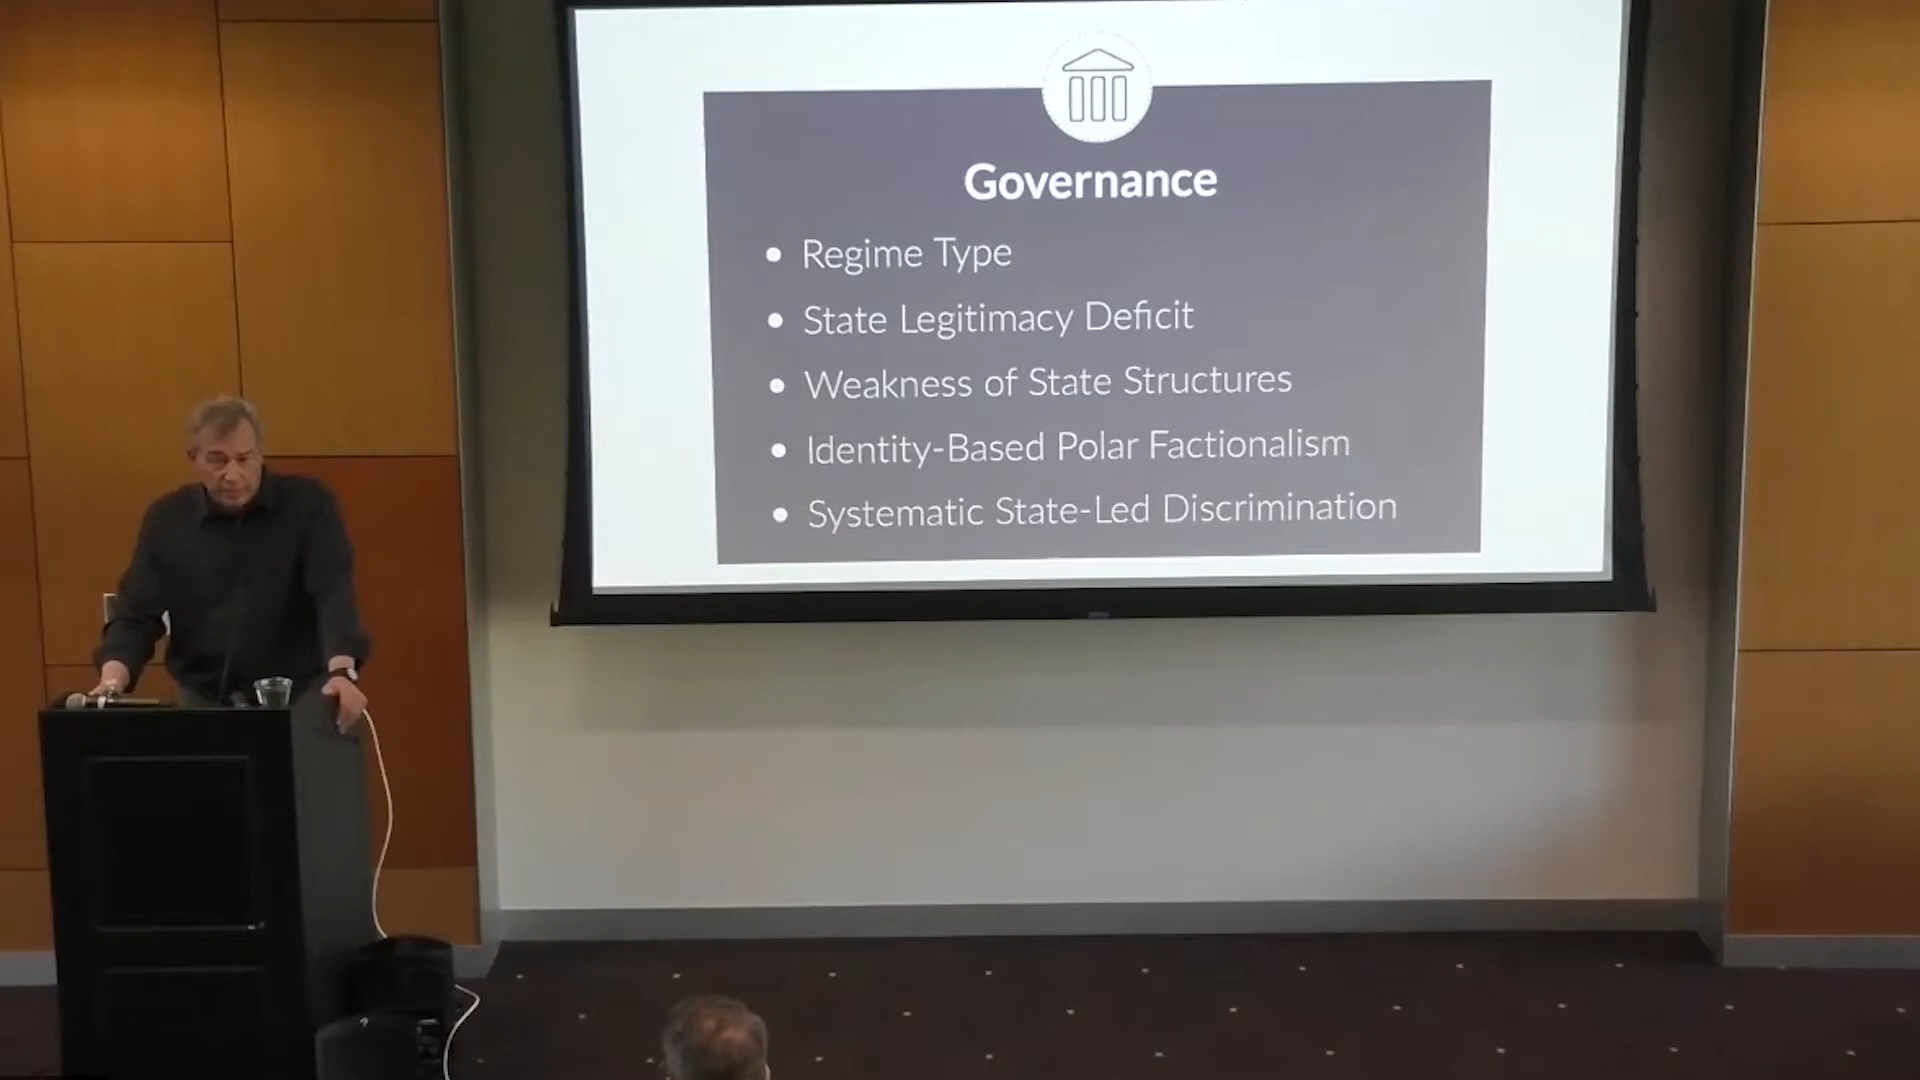 Governance
Regime Type
State Legitimacy Deficit
Weakness of State Structures
Identity-Based Polar Factionalism
Systematic State-Led Discrimination